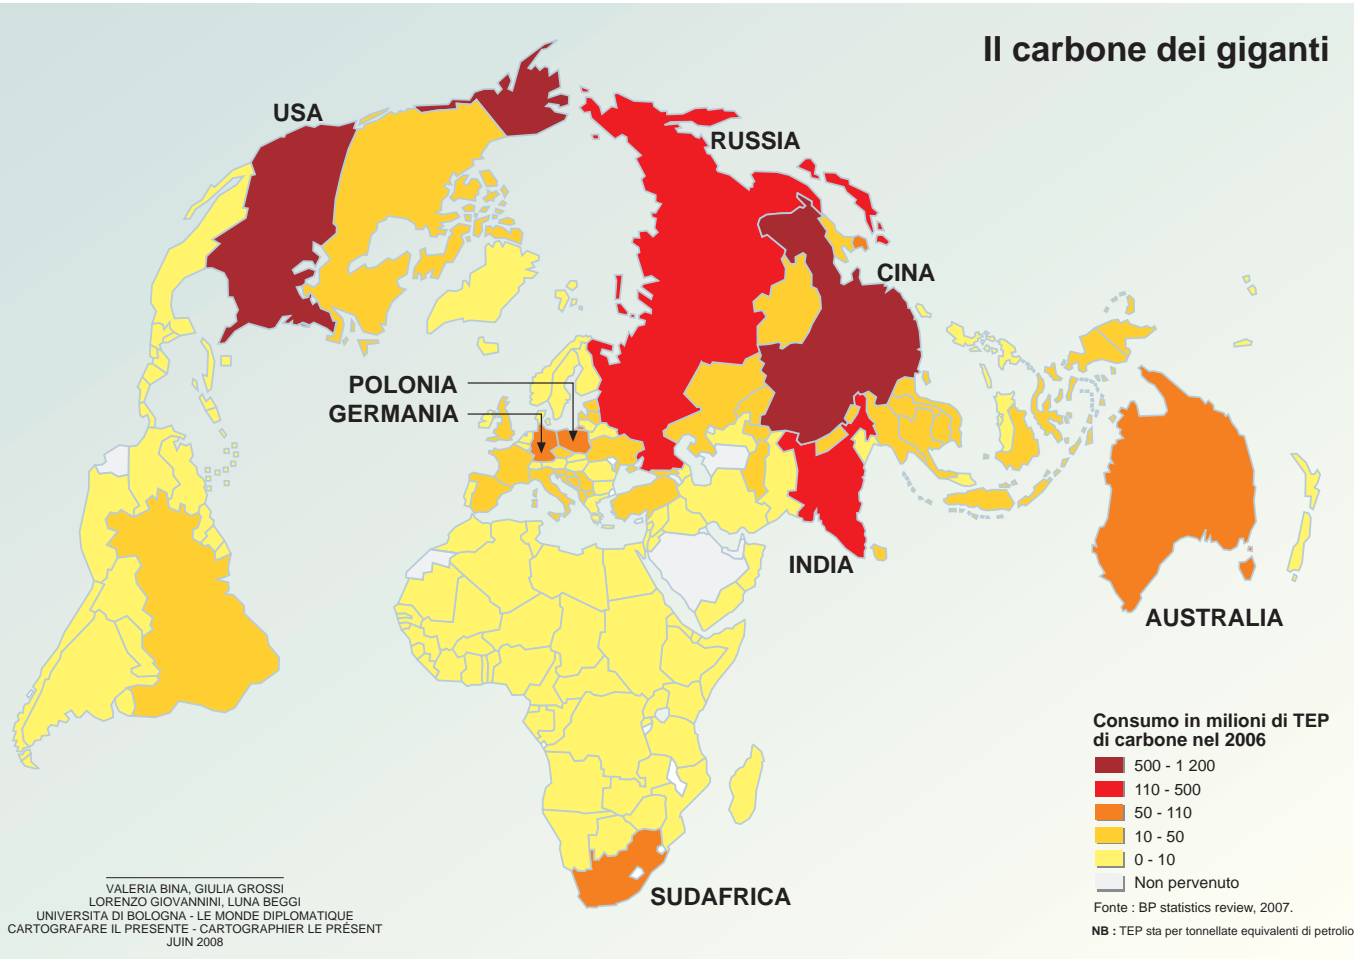 Il carbone dei giganti
USA
RUSSIA
CINA
POLONIA
GERMANIA
INDIA
AUSTRALIA
SUDAFRICA
Consumo in milioni di TEP
di carbone nel 2006
500 - 1 200
110 - 500
50 - 110
10 - 50
0 - 10
Non pervenuto
Fonte : BP statistics review, 2007.
NB : TEP sta per tonnellate equivalenti di petrolio
VALERIA BINA, GIULIA GROSSI
LORENZO GIOVANNINI, LUNA BEGGI
UNIVERSITA DI BOLOGNA - LE MONDE DIPLOMATIQUE
CARTOGRAFARE IL PRESENTE - CARTOGRAPHIER LE PRÉSENT
JUIN 2008